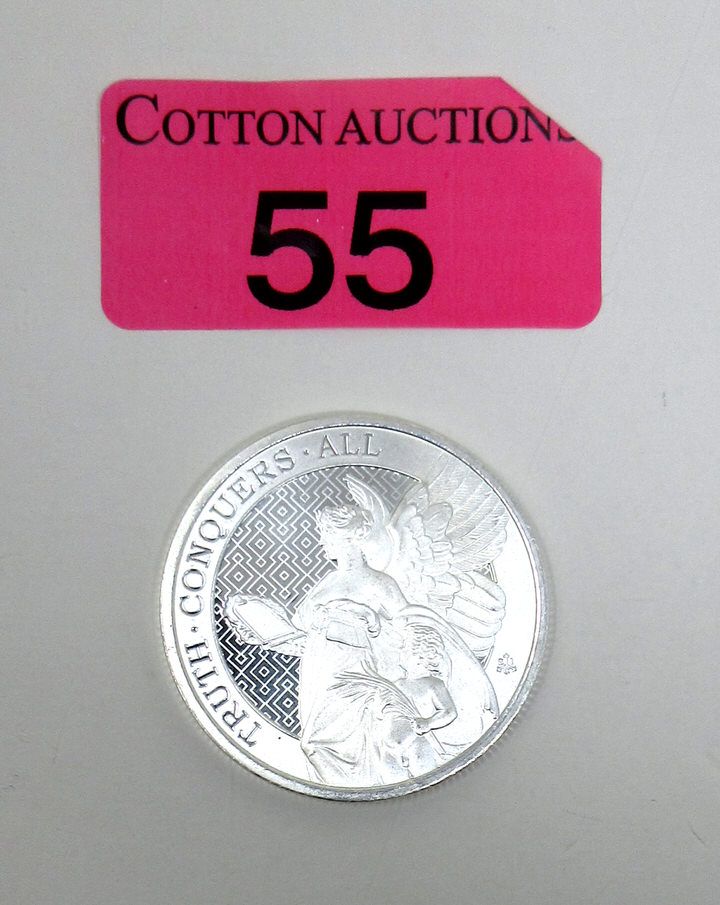 COTTON AUCTIONS
55
TRUTH · CONQUERS · ALL